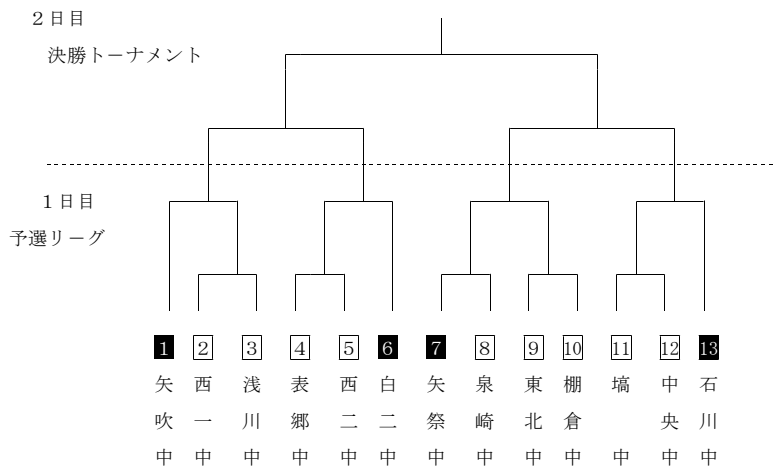 ２日目
決勝トーナメント
１日目
予選リーグ
1 2 3 4 5 6 7 8 9 10 11 12 13
矢吹中
西一中
浅川中
表郷中
西二中
白二中
矢祭中
泉崎中
東北中
棚倉中
塙中
中央中
石川中